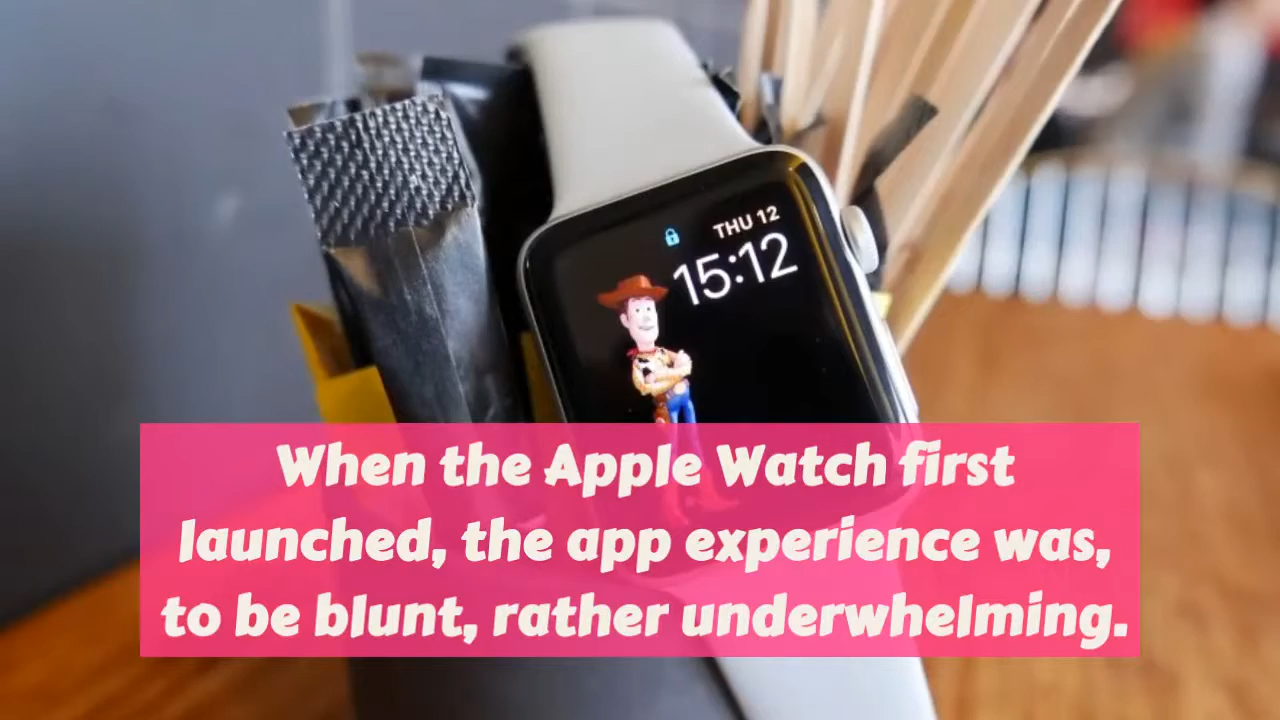 THU 12
15:12
When the Apple Watch first
launched, the app experience was,
to be blunt, rather underwhelming.